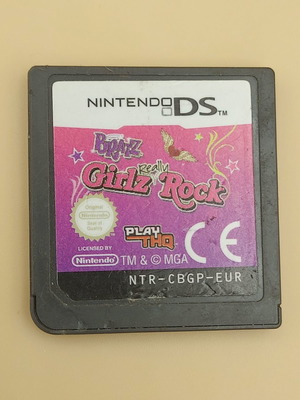 NINTENDO DS™
BRATZ
Girlz Really Rock
Original
Nintendo
Seal of
Quality
PLAY
THQ
CE
LICENSED BY
Nintendo
TM & © MGA
NTR-CBGP-EUR